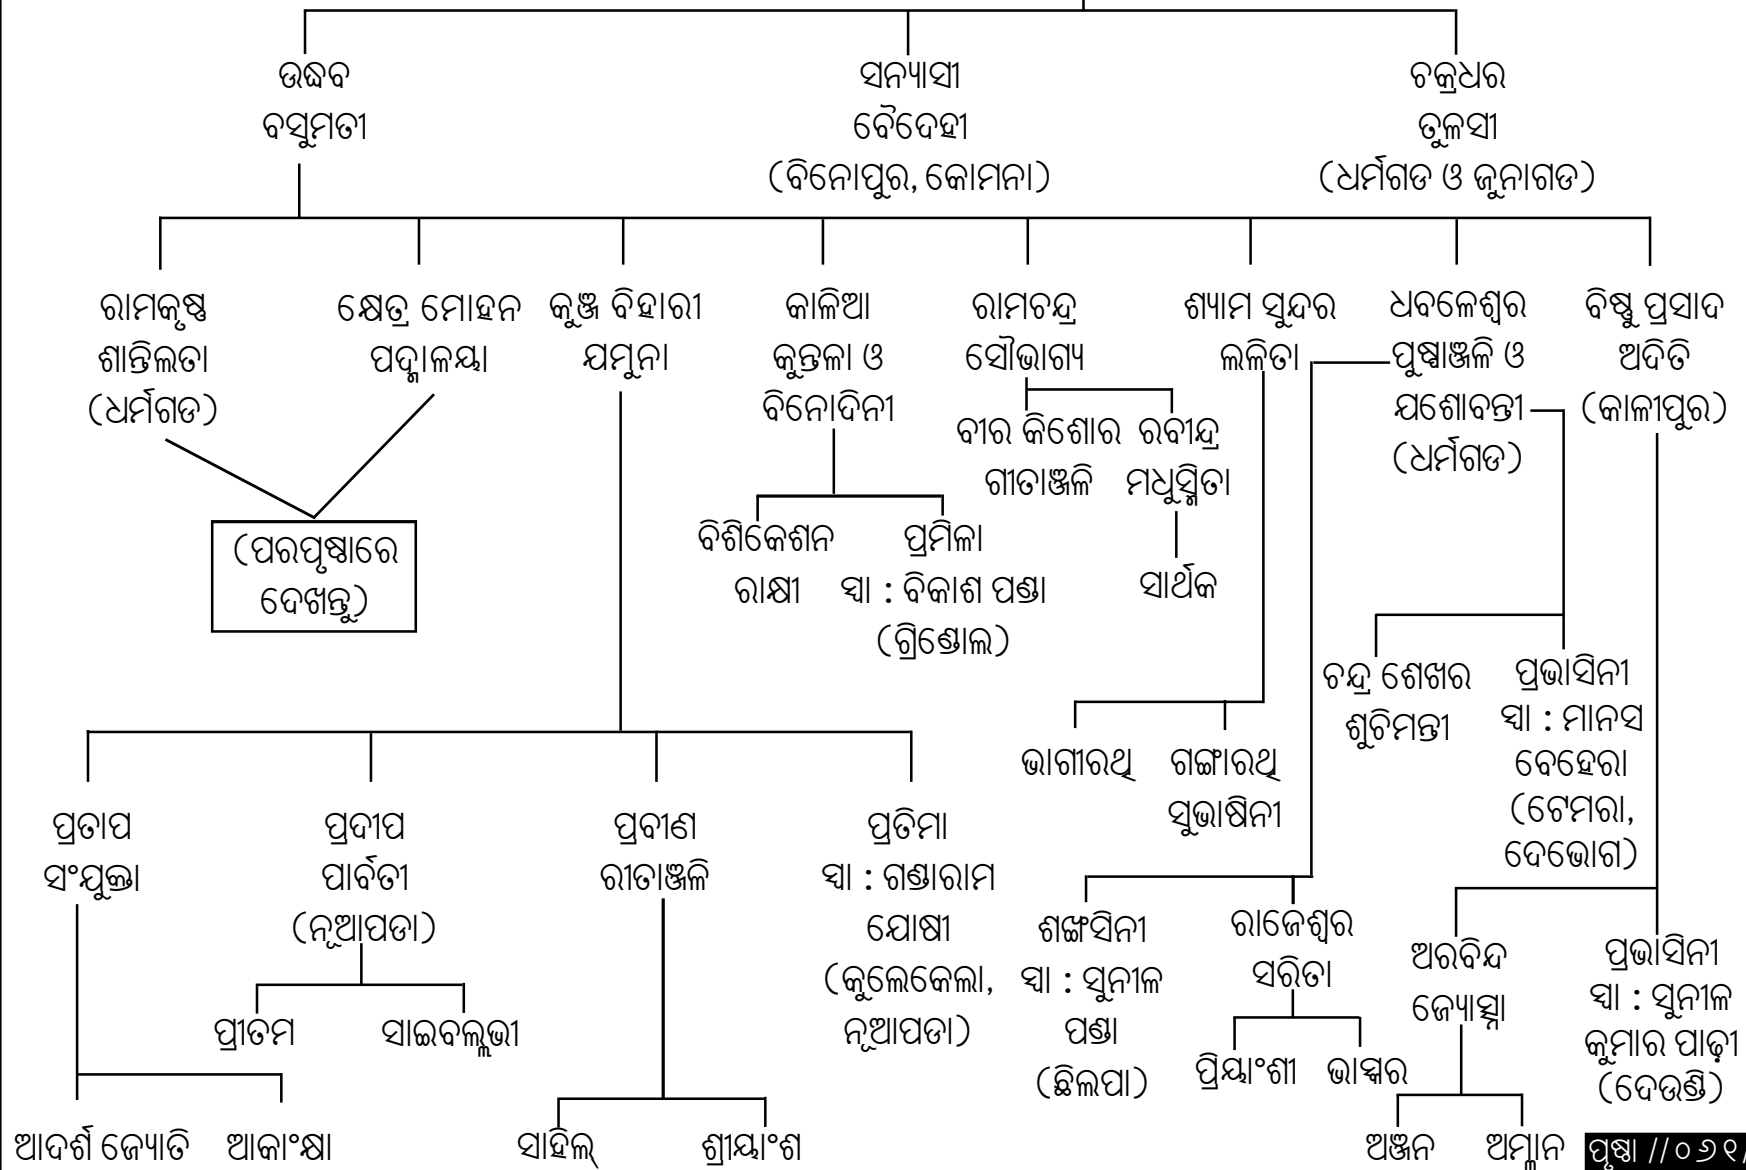 ଉଦ୍ଧବ
ବସୁମତୀ
ସନ୍ୟାସୀ
ବୈଦେହୀ
(ବିନୋପୁର, କୋମନା)
ଚକ୍ରଧର
ତୁଳସୀ
(ଧର୍ମଗଡ ଓ ଜୁନାଗଡ)
ରାମକୃଷ୍ଣ
ଶାନ୍ତିଲତା
(ଧର୍ମଗଡ)
କ୍ଷେତ୍ର ମୋହନ
ପଦ୍ମାଳୟା
(ପରପୃଷ୍ଠାରେ
ଦେଖନ୍ତୁ)
କୁଞ୍ଜ ବିହାରୀ
ଯମୁନା
କାଳିଆ
କୁନ୍ତଳା ଓ
ବିନୋଦିନୀ
ବିଶିକେଶନ
ରାକ୍ଷୀ
ପ୍ରମିଳା
ସ୍ୱା : ବିକାଶ ପଣ୍ଡା
(ଗ୍ରିଣ୍ଡୋଲ)
ରାମଚନ୍ଦ୍ର
ସୌଭାଗ୍ୟ
ବୀର କିଶୋର
ଗୀତାଞ୍ଜଳି
ରବୀନ୍ଦ୍ର
ମଧୁସ୍ମିତା
ସାର୍ଥକ
ଶ୍ୟାମ ସୁନ୍ଦର
ଲଳିତା
ଭାଗୀରଥି
ଗଙ୍ଗାରଥି
ସୁଭାଷିନୀ
ଧବଳେଶ୍ୱର
ପୁଷ୍ପାଞ୍ଜଳି ଓ
ଯଶୋବନ୍ତୀ
(ଧର୍ମଗଡ)
ଚନ୍ଦ୍ର ଶେଖର
ଶୁଚିମନ୍ତୀ
ପ୍ରଭାସିନୀ
ସ୍ୱା : ମାନସ
ବେହେରା
(ଟେମରା,
ଦେଭୋଗ)
ବିଷ୍ଣୁ ପ୍ରସାଦ
ଅଦିତି
(କାଳୀପୁର)
ପ୍ରତାପ
ସଂଯୁକ୍ତା
ଆଦର୍ଶ ଜ୍ୟୋତି
ଆକାଂକ୍ଷା
ପ୍ରଦୀପ
ପାର୍ବତୀ
(ନୂଆପଡା)
ପ୍ରୀତମ
ସାଇବଲ୍ଲଭୀ
ପ୍ରବୀଣ
ରୀତାଞ୍ଜଳି
ସାହିଲ୍
ଶ୍ରୀୟାଂଶ
ପ୍ରତିମା
ସ୍ୱା : ଗଣ୍ଡାରାମ
ଯୋଷୀ
(କୁଲେକେଲା,
ନୂଆପଡା)
ଶଙ୍ଖସିନୀ
ସ୍ୱା : ସୁନୀଳ
ପଣ୍ଡା
(ଛିଲପା)
ରାଜେଶ୍ୱର
ସରିତା
ପ୍ରିୟାଂଶୀ
ଭାସ୍କର
ଅରବିନ୍ଦ
ଜ୍ୟୋତ୍ସ୍ନା
ଅଞ୍ଜନ
ଅମ୍ଲାନ
ପ୍ରଭାସିନୀ
ସ୍ୱା : ସୁନୀଳ
କୁମାର ପାଢ଼ୀ
(ଦେଉଣ୍ଡି)
ପୃଷ୍ଠା //୦୬୧/